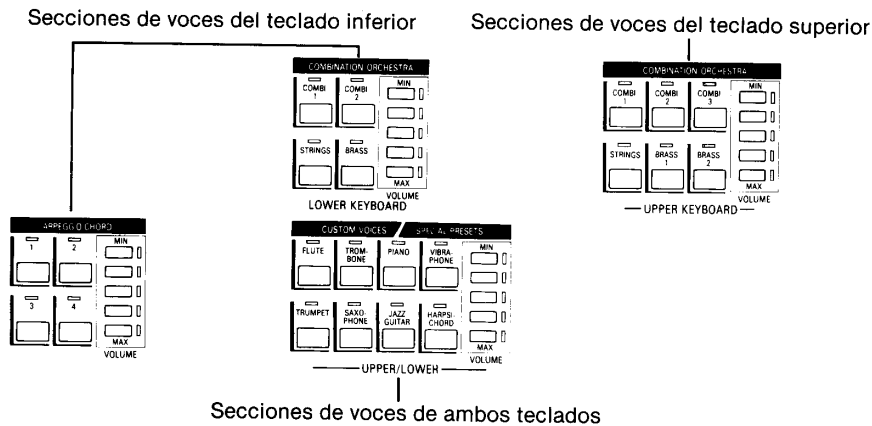 Secciones de voces del teclado inferior
Secciones de voces del teclado superior
COMBINATION ORCHESTRA
COMBI 1
COMBI 2
MIN
STRINGS
BRASS
MAX
VOLUME
LOWER KEYBOARD
COMBINATION ORCHESTRA
COMBI 1
COMBI 2
COMBI 3
MIN
STRINGS
BRASS 1
BRASS 2
MAX
VOLUME
UPPER KEYBOARD
ARPEGGIO CHORD
1
2
MIN
3
4
MAX
VOLUME
CUSTOM VOICES / SPECIAL PRESETS
FLUTE
TROM-
BONE
PIANO
VIBRA-
PHONE
MIN
TRUMPET
SAXO-
PHONE
JAZZ
GUITAR
HARPSI-
CHORD
MAX
VOLUME
UPPER/LOWER
Secciones de voces de ambos teclados